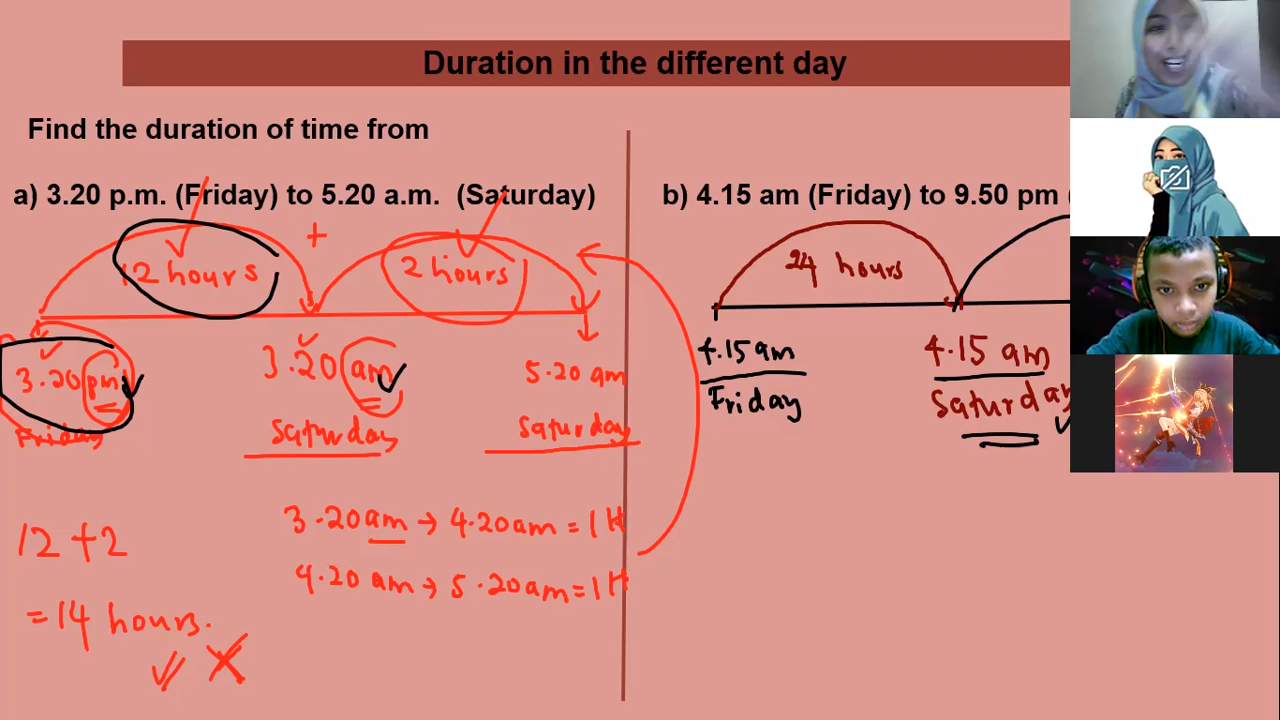 Duration in the different day
Find the duration of time from
a) 3.20 p.m. (Friday) to 5.20 a.m. (Saturday)
12 hours + 2 hours
3.20 pm 3.20 am 5.20 am
Friday Saturday Saturday
3.20 am → 4.20 am = 1H
4.20 am → 5.20 am = 1H
12 + 2
= 14 hours.
b) 4.15 am (Friday) to 9.50 pm (
24 hours
4.15 am 4.15 am
Friday Saturday